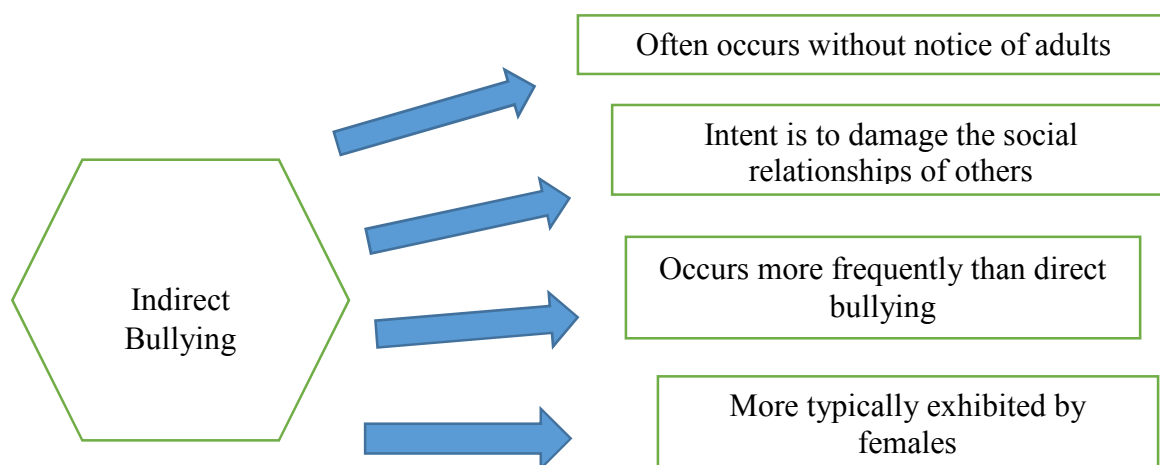 Often occurs without notice of adults
Intent is to damage the social
relationships of others
Occurs more frequently than direct
bullying
Indirect
Bullying
More typically exhibited by
females